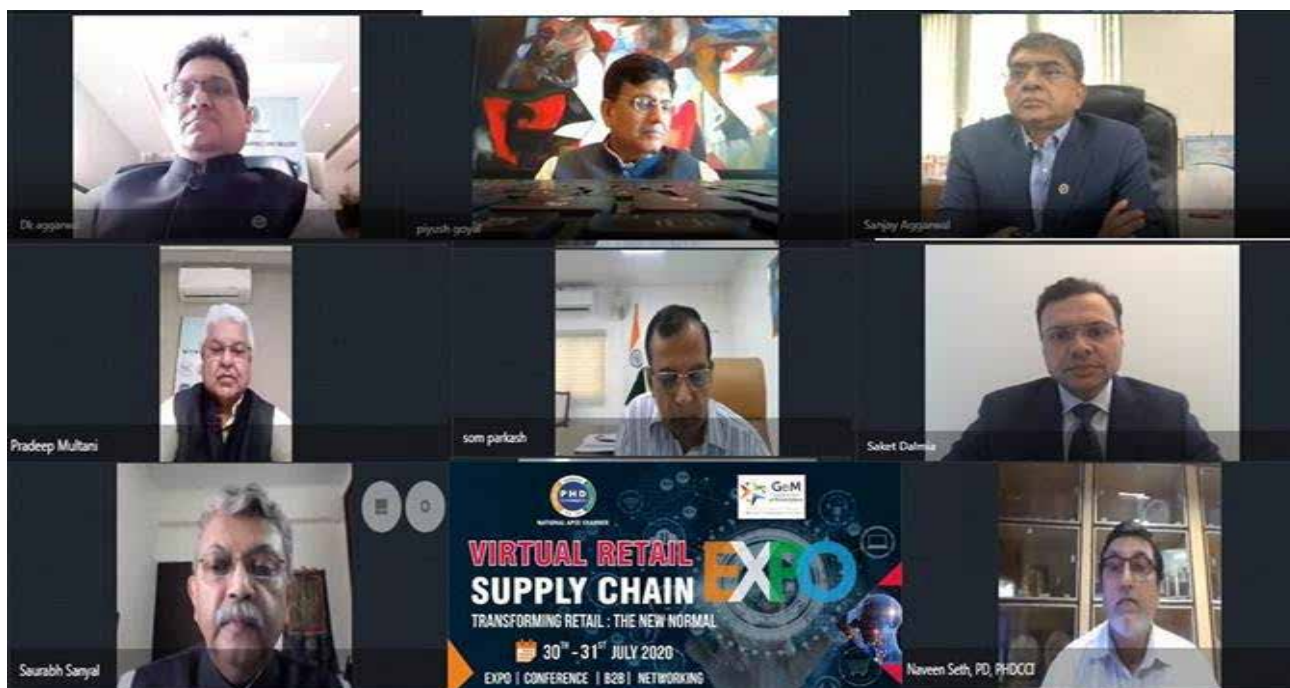 Dk aggarwal
piyush goyal
Sanjay Aggarwal
Pradeep Multani
som parkash
Saket Dalmia
Saurabh Sanyal
PHD
NATIONAL APEX CHAMBER
GeM
VIRTUAL RETAIL
SUPPLY CHAIN
EXPO
TRANSFORMING RETAIL : THE NEW NORMAL
30TH - 31ST JULY 2020
EXPO | CONFERENCE | B2B | NETWORKING
Naveen Seth, PD, PHDCCI